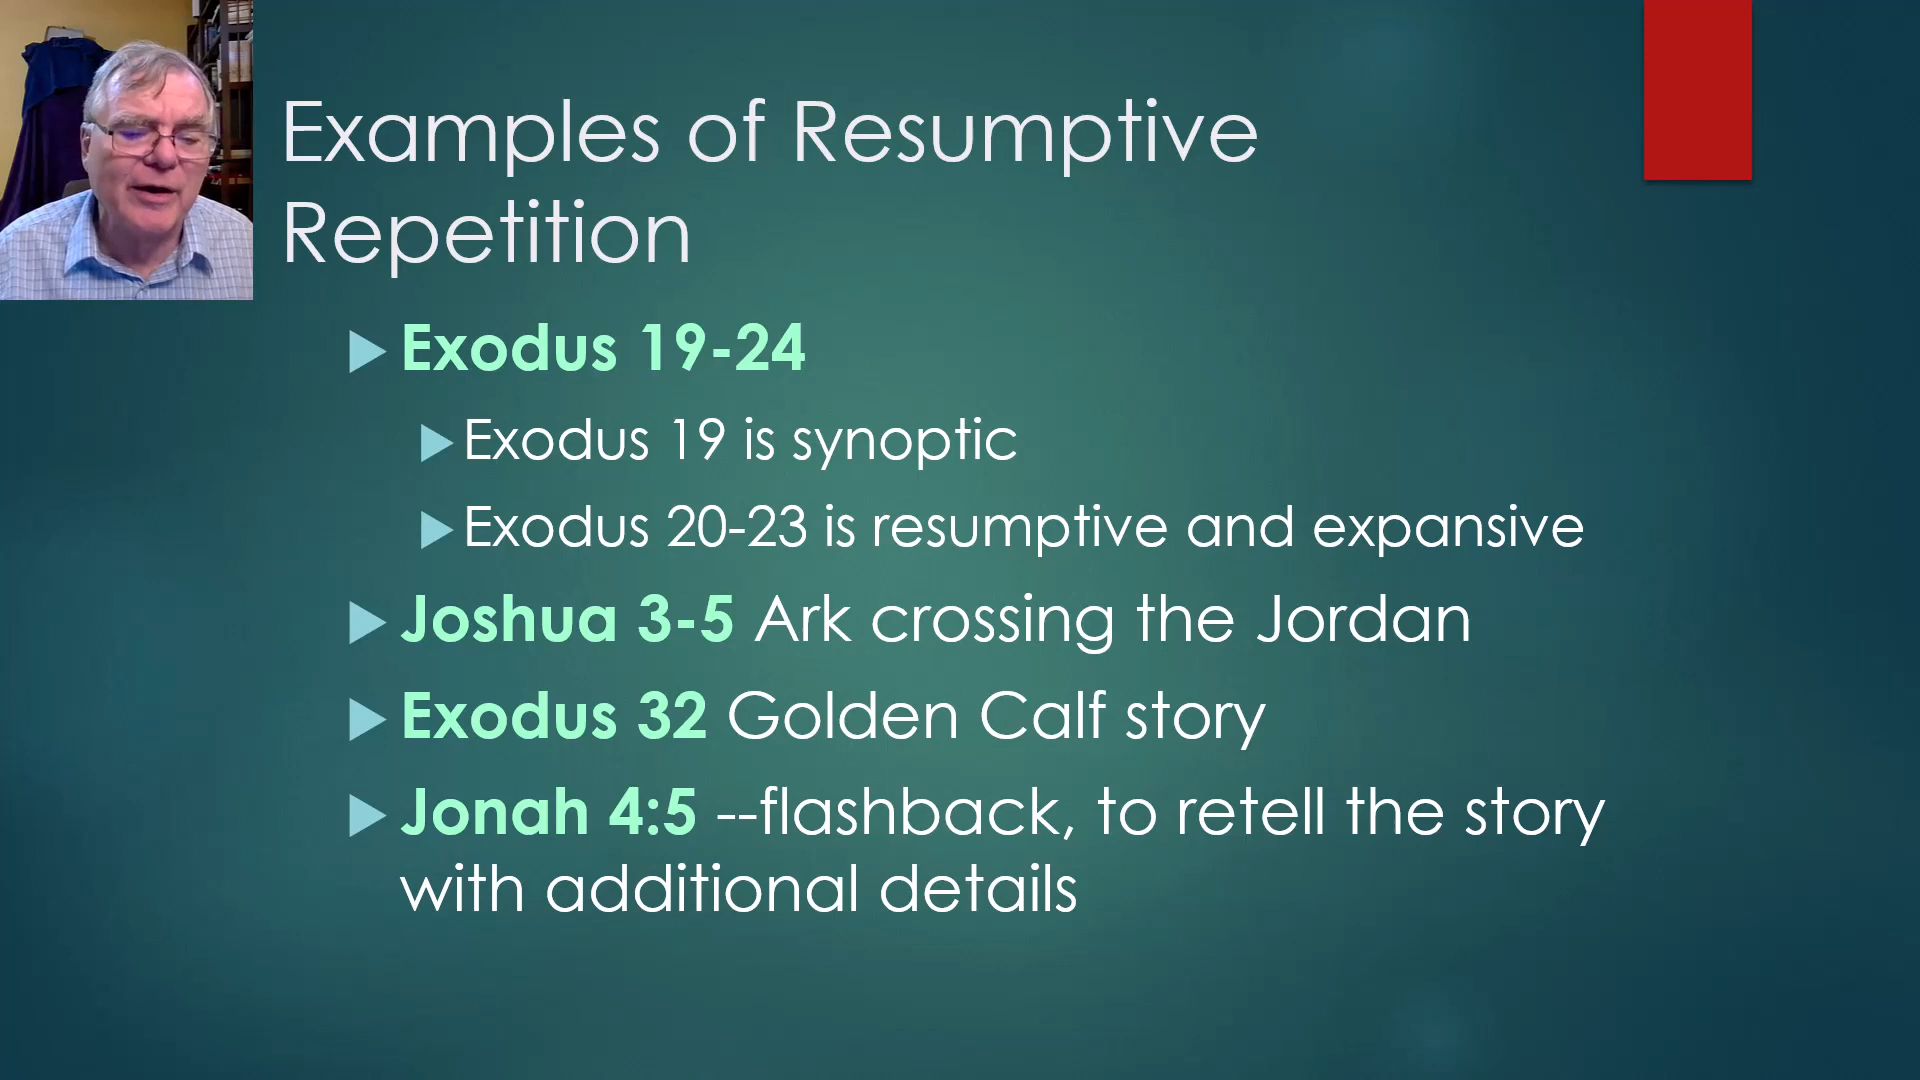 Examples of Resumptive
Repetition
Exodus 19-24
Exodus 19 is synoptic
Exodus 20-23 is resumptive and expansive
Joshua 3-5 Ark crossing the Jordan
Exodus 32 Golden Calf story
Jonah 4:5 --flashback, to retell the story
with additional details